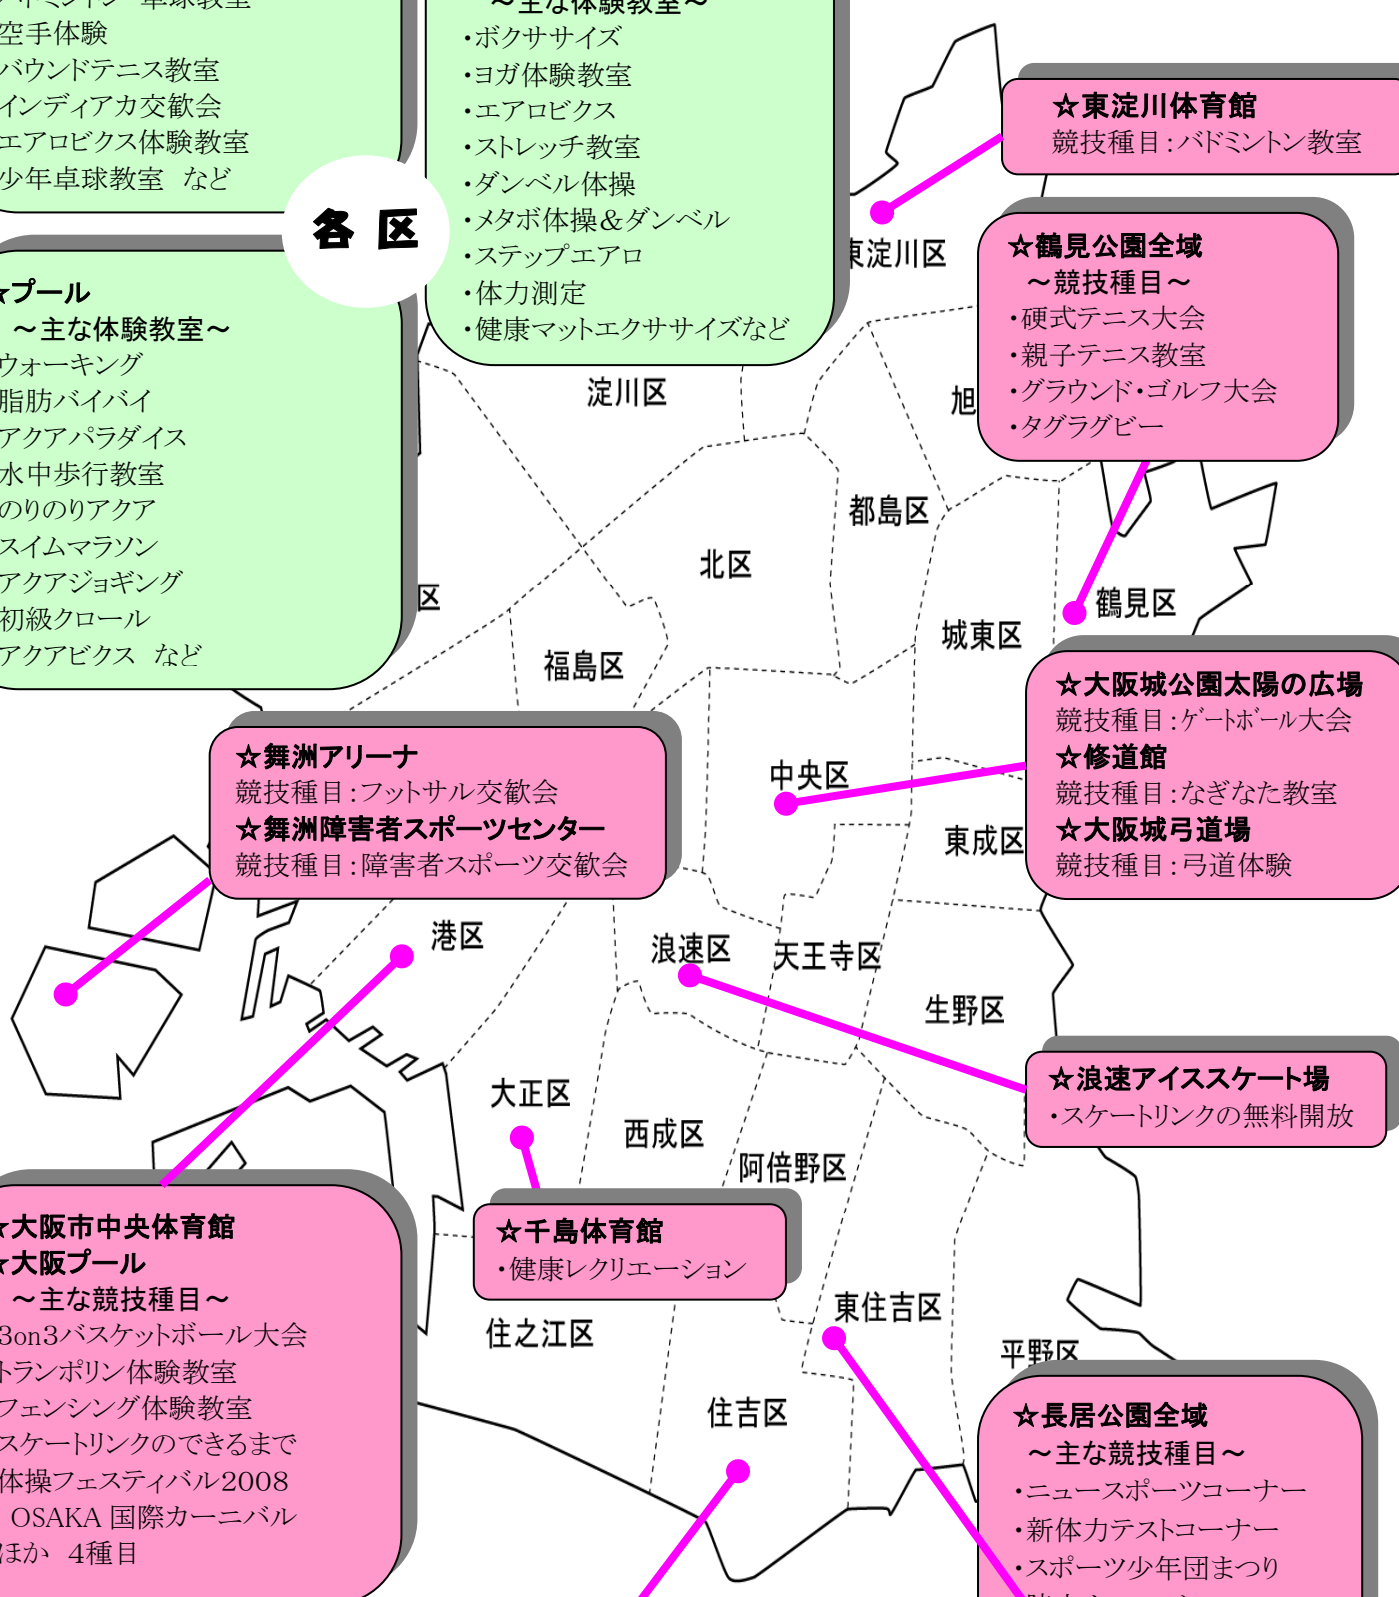 バドミントン 卓球教室
空手体験
バウンドテニス教室
インディアカ交歓会
エアロビクス体験教室
少年卓球教室 など
～主な体験教室～
・ボクササイズ
・ヨガ体験教室
・エアロビクス
・ストレッチ教室
・ダンベル体操
・メタボ体操&ダンベル
・ステップエアロ
・体力測定
・健康マットエクササイズなど
各 区
☆プール
～主な体験教室～
ウォーキング
脂肪バイバイ
アクアパラダイス
水中歩行教室
のりのりアクア
スイムマラソン
アクアジョギング
初級クロール
アクアビクス など
☆東淀川体育館
競技種目:バドミントン教室
東淀川区
☆鶴見公園全域
～競技種目～
・硬式テニス大会
・親子テニス教室
・グラウンド・ゴルフ大会
・タグラグビー
淀川区
旭
都島区
北区
区
鶴見区
城東区
福島区
☆大阪城公園太陽の広場
競技種目:ゲートボール大会
☆修道館
競技種目:なぎなた教室
☆大阪城弓道場
競技種目:弓道体験
☆舞洲アリーナ
競技種目:フットサル交歓会
☆舞洲障害者スポーツセンター
競技種目:障害者スポーツ交歓会
中央区
東成区
港区
浪速区
天王寺区
生野区
☆浪速アイススケート場
・スケートリンクの無料開放
大正区
西成区
阿倍野区
☆大阪市中央体育館
☆大阪プール
～主な競技種目～
3on3バスケットボール大会
トランポリン体験教室
フェンシング体験教室
スケートリンクのできるまで
体操フェスティバル2008
OSAKA 国際カーニバル
ほか 4種目
☆千島体育館
・健康レクリエーション
住之江区
東住吉区
平野区
住吉区
☆長居公園全域
～主な競技種目～
・ニュースポーツコーナー
・新体力テストコーナー
・スポーツ少年団まつり